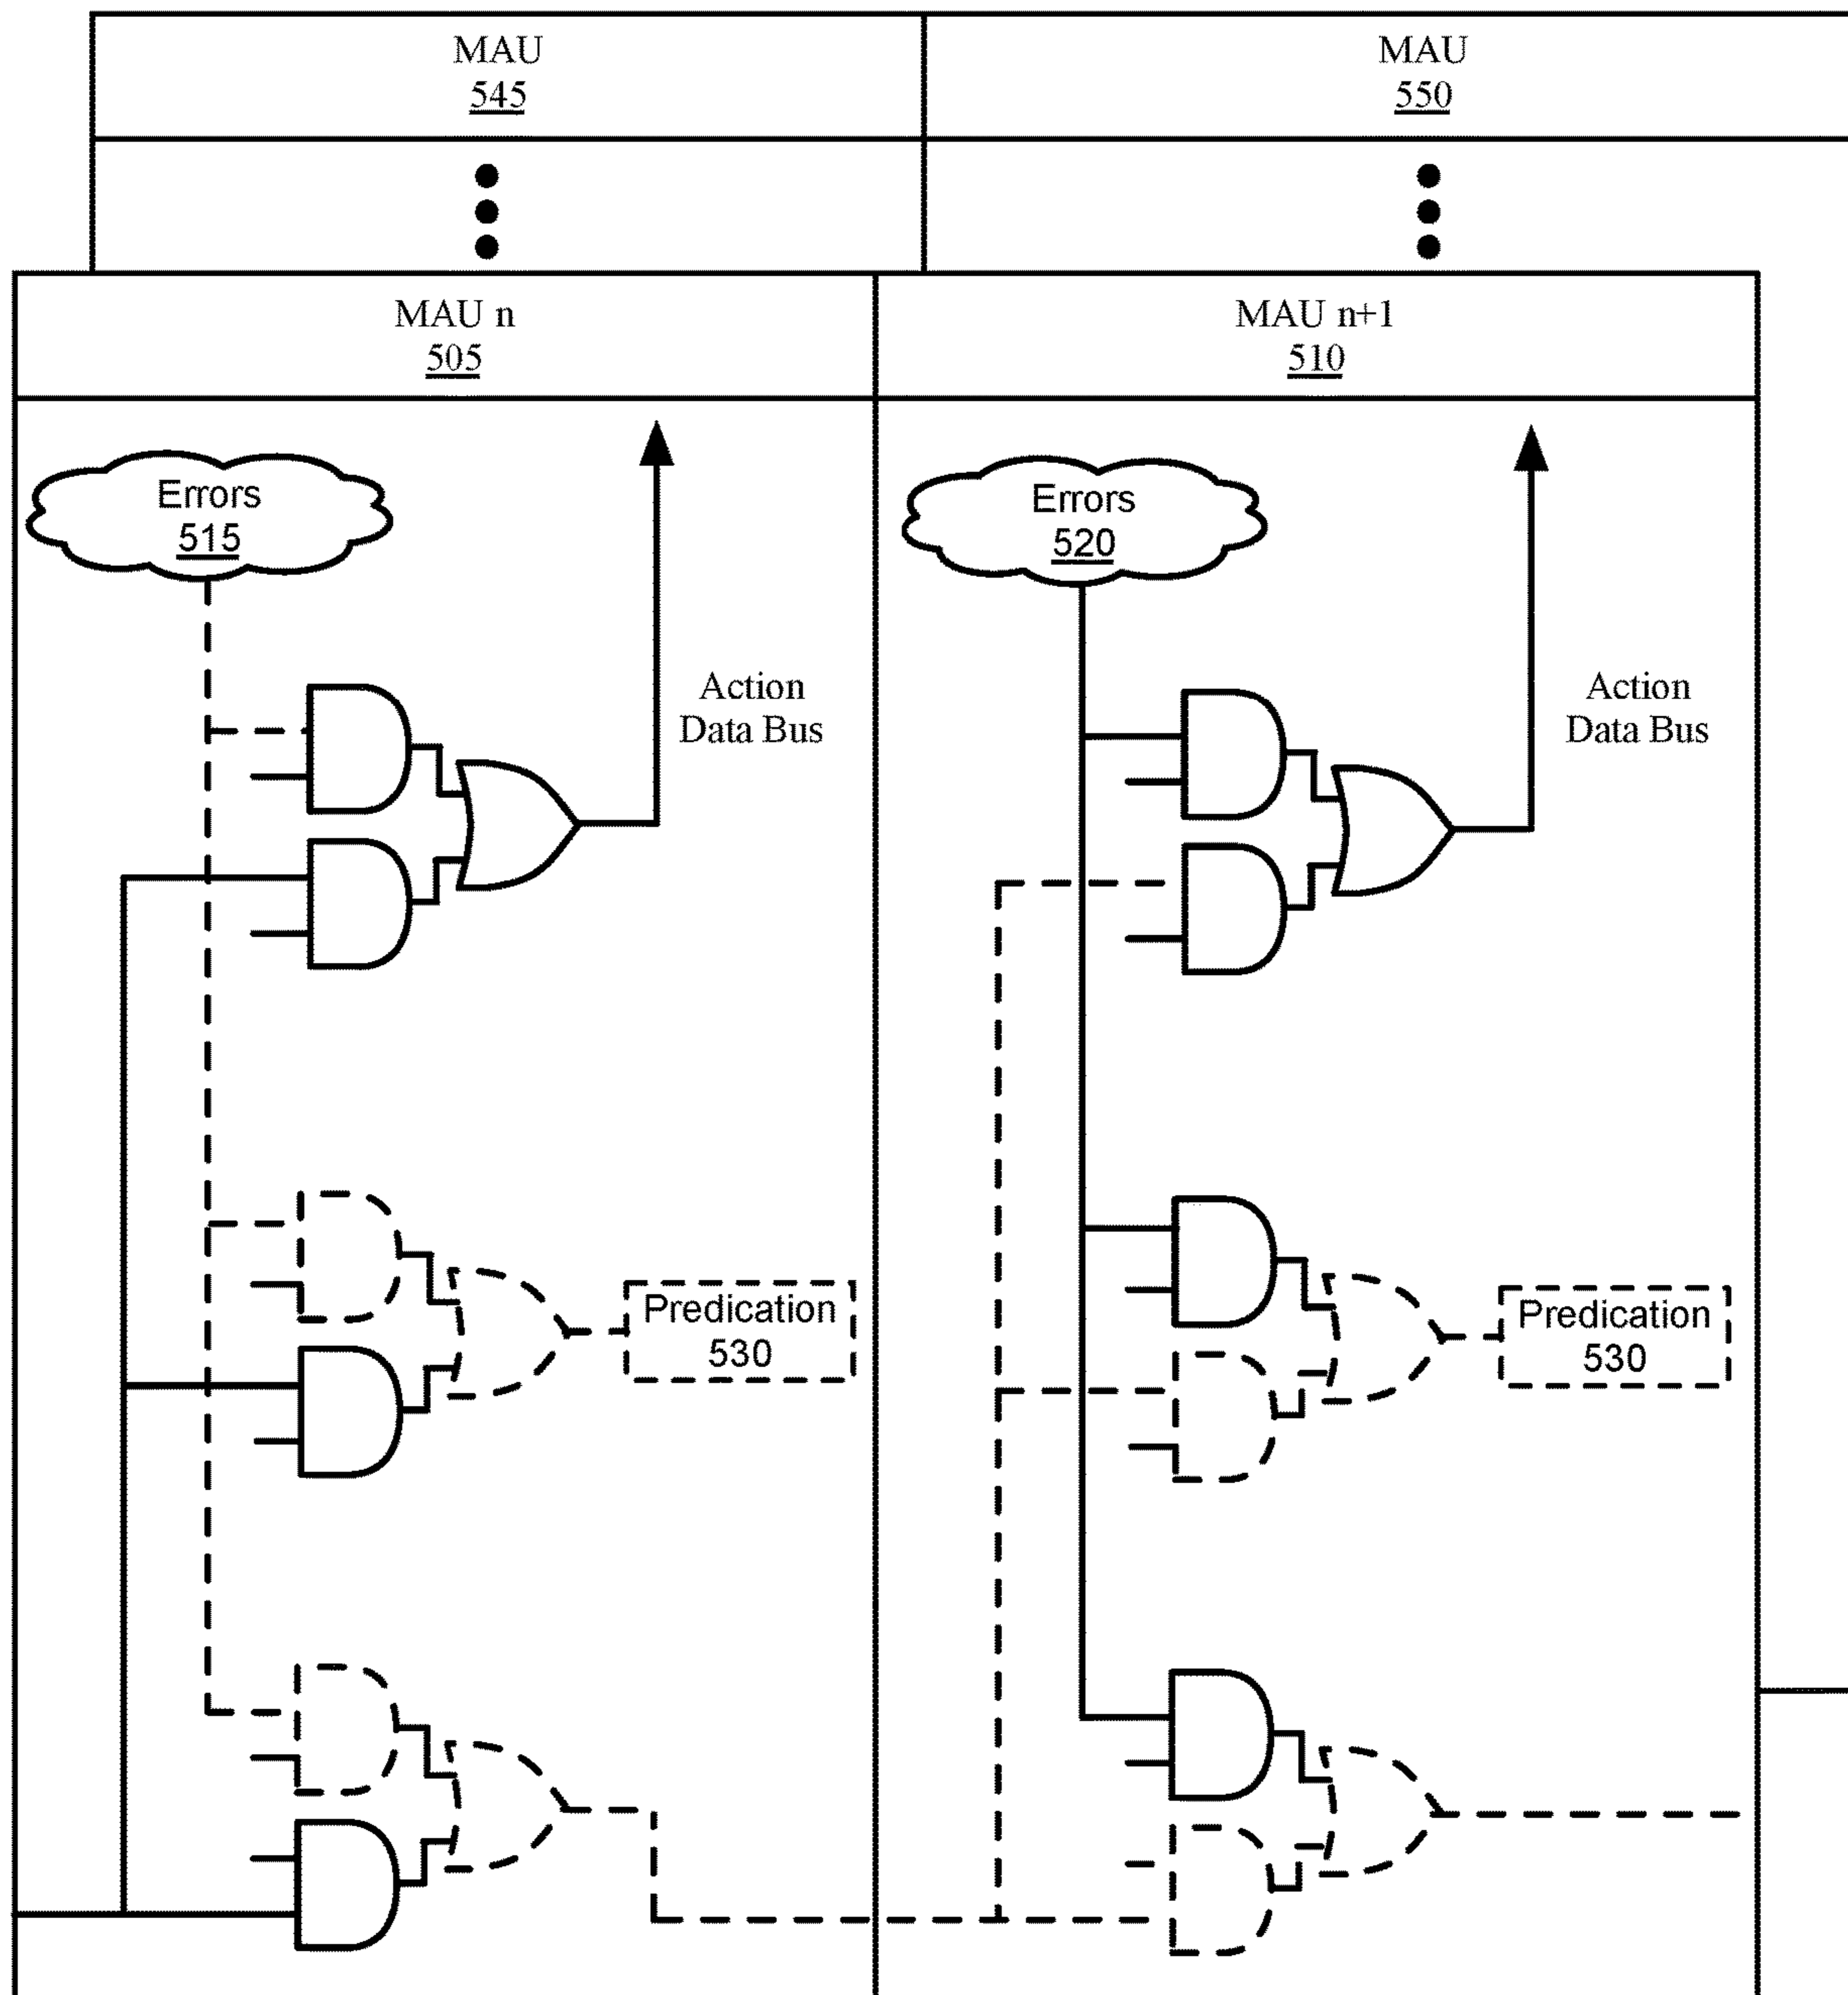 MAU
545
MAU
550
MAU n
505
MAU n+1
510
Errors
515
Errors
520
Action
Data Bus
Action
Data Bus
Predication
530
Predication
530